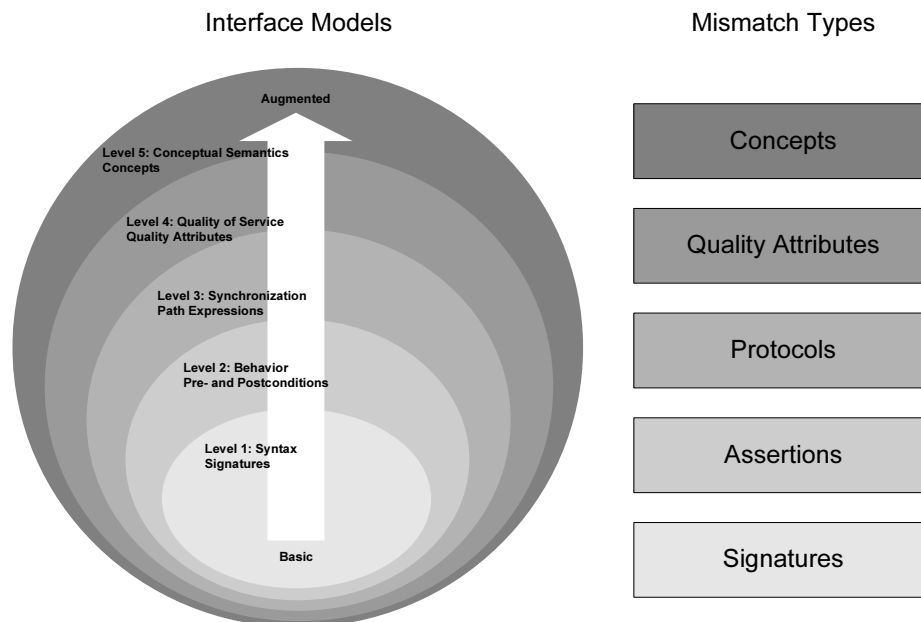 Interface Models
Mismatch Types
Augmented
Level 5: Conceptual Semantics
Concepts
Level 4: Quality of Service
Quality Attributes
Level 3: Synchronization
Path Expressions
Level 2: Behavior
Pre- and Postconditions
Level 1: Syntax
Signatures
Basic
Concepts
Quality Attributes
Protocols
Assertions
Signatures